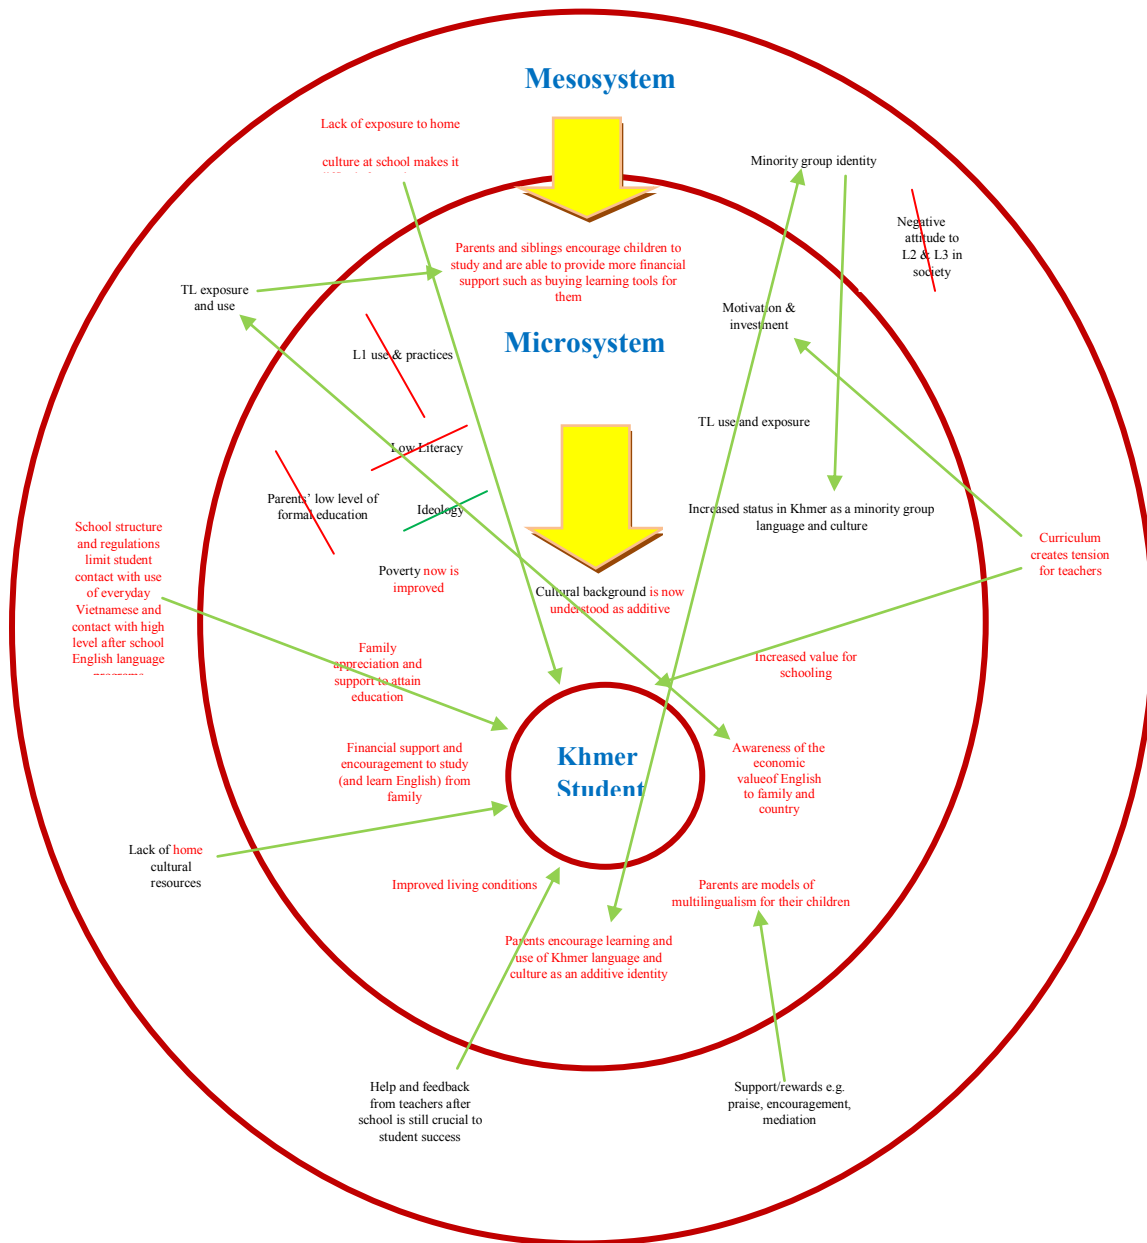 Mesosystem
Lack of exposure to home
culture at school makes it
Minority group identity
Negative
attitude to
L2 & L3 in
society
Parents and siblings encourage children to
study and are able to provide more financial
support such as buying learning tools for
them
TL exposure
and use
Motivation &
investment
Microsystem
L1 use & practices
TL use and exposure
Low Literacy
Parents' low level of
formal education
Ideology
Increased status in Khmer as a minority group
language and culture
School structure
and regulations
limit student
contact with use
of everyday
Vietnamese and
contact with high
level after school
English language
programs
Curriculum
creates tension
for teachers
Poverty now is
improved
Cultural background is now
understood as additive
Family
appreciation and
support to attain
education
Increased value for
schooling
Financial support and
encouragement to study
(and learn English) from
family
Khmer
Student
Awareness of the
economic
valueof English
to family and
country
Lack of home
cultural
resources
Improved living conditions
Parents are models of
multilingualism for their children
Parents encourage learning and
use of Khmer language and
culture as an additive identity
Help and feedback
from teachers after
school is still crucial to
student success
Support/rewards e.g.
praise, encouragement,
mediation